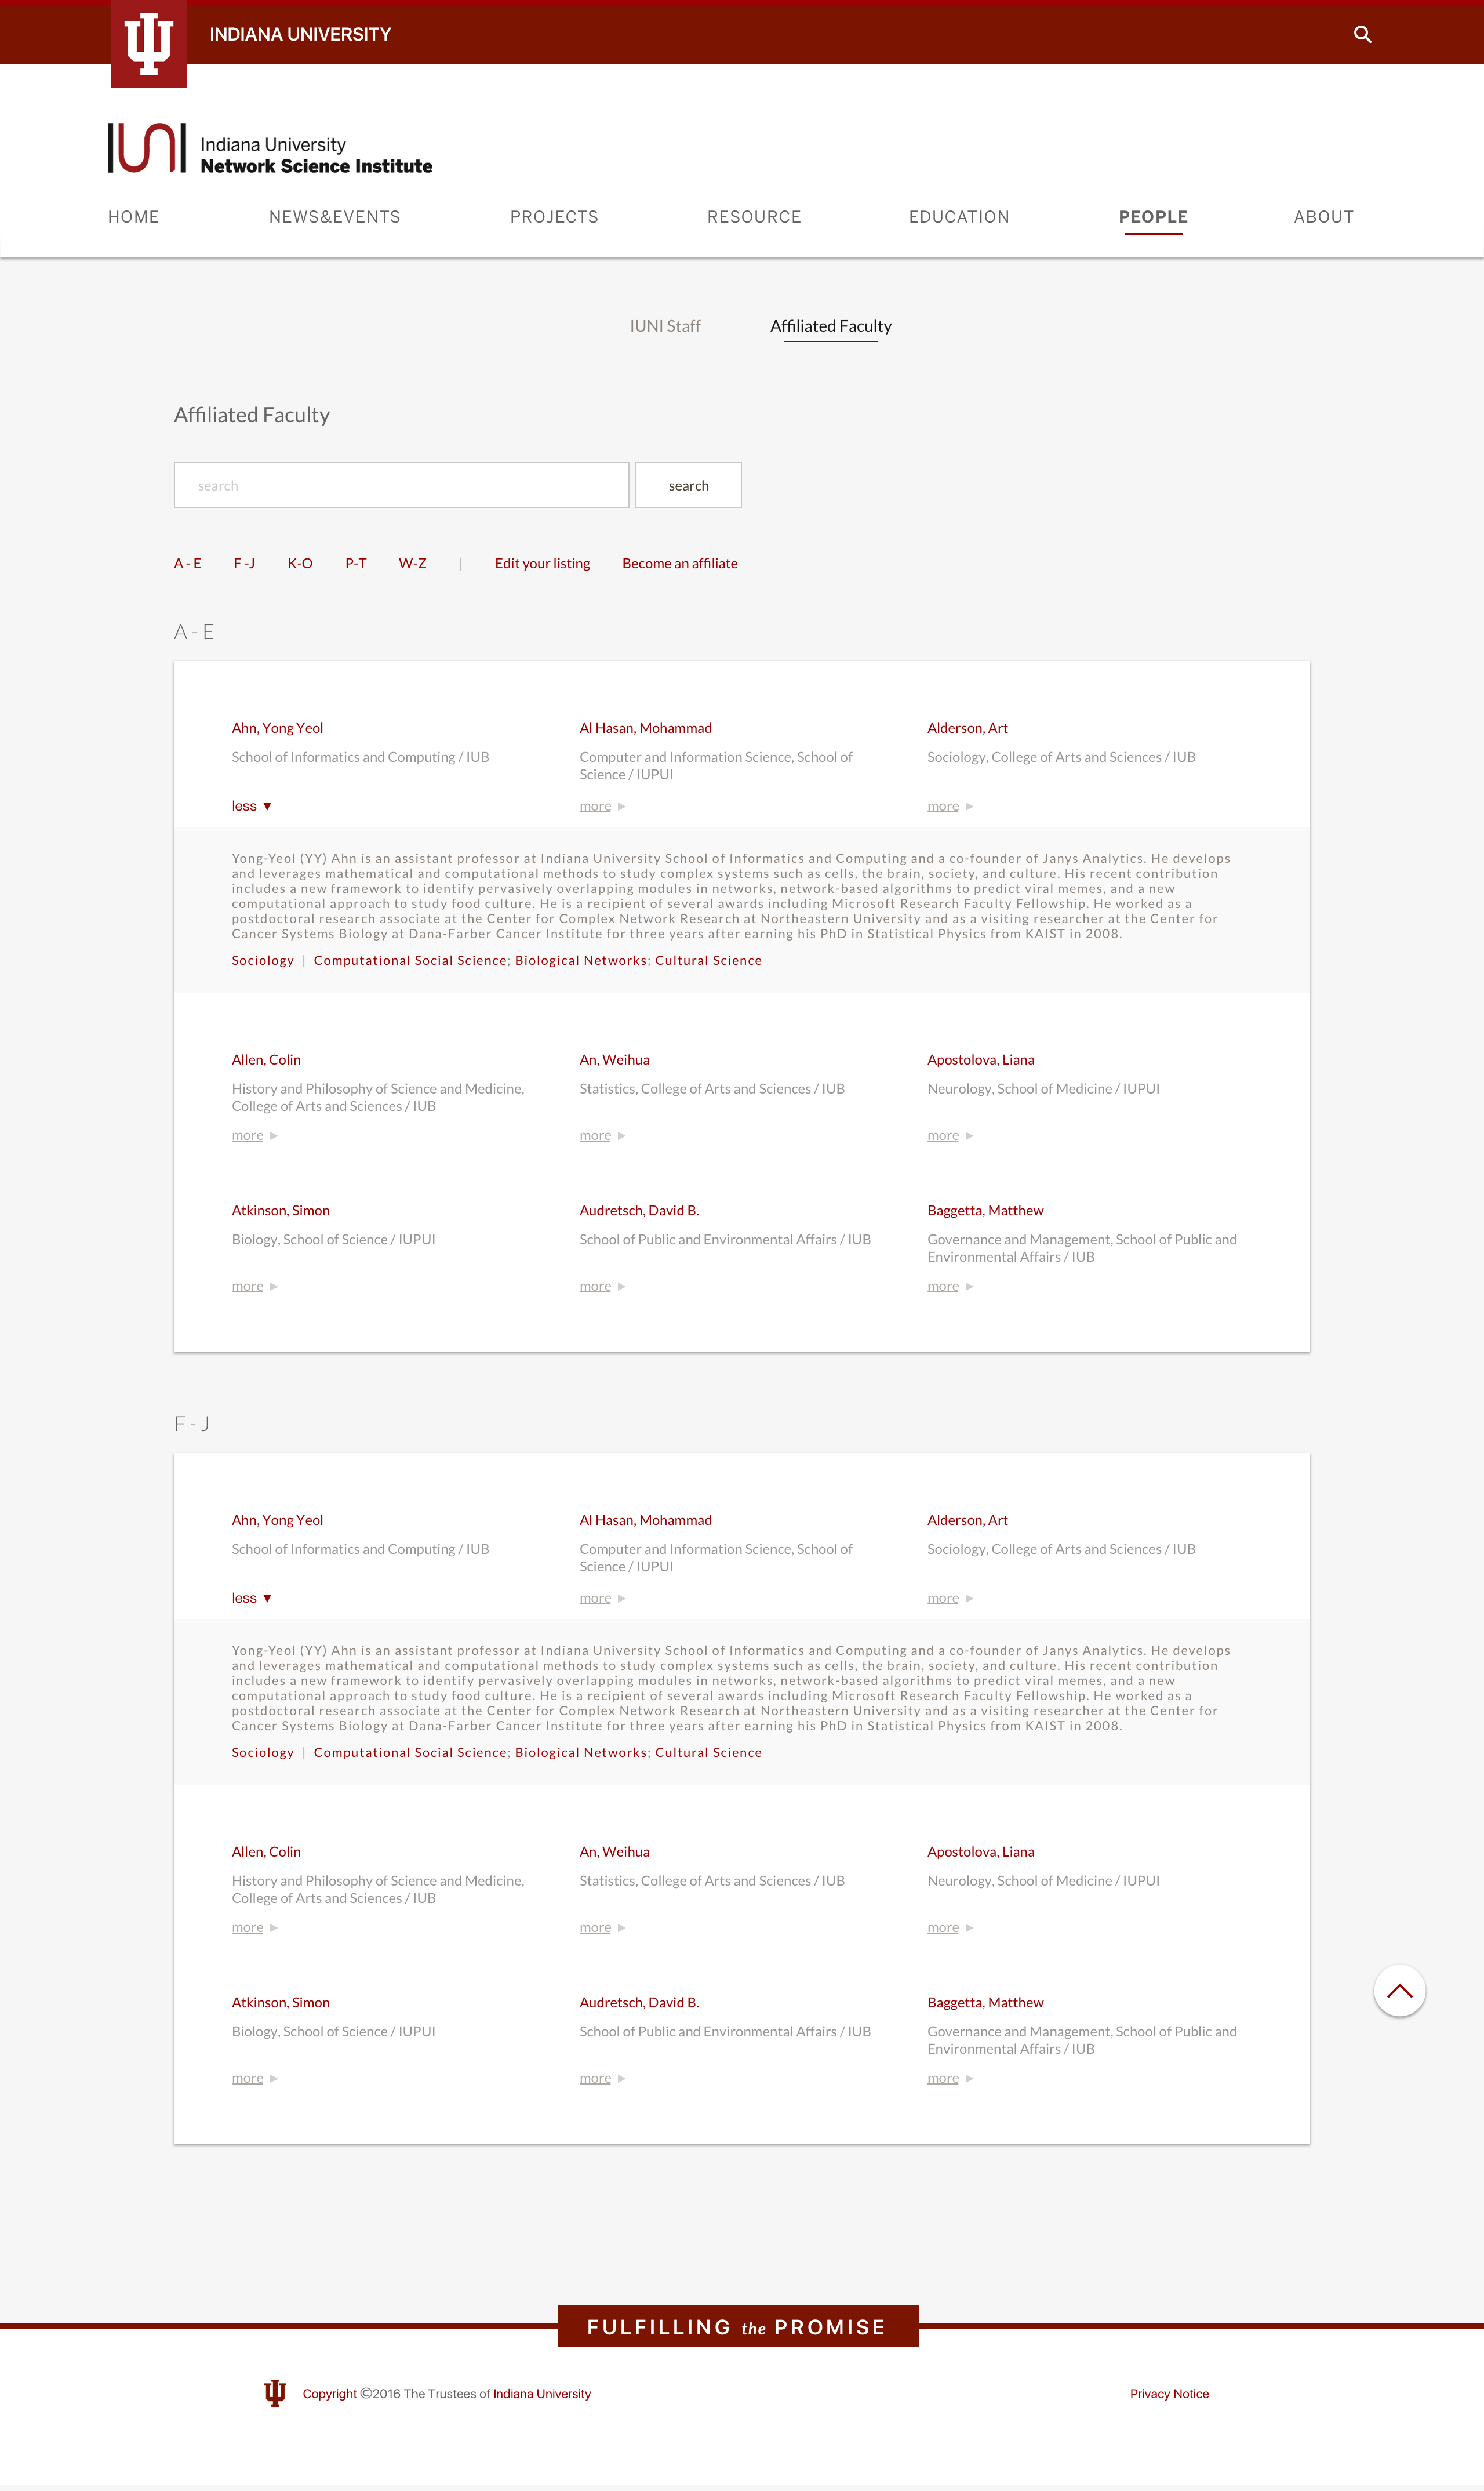 INDIANA UNIVERSITY
Indiana University
Network Science Institute
HOME NEWS&EVENTS PROJECTS RESOURCE EDUCATION PEOPLE ABOUT
IUNI Staff Affiliated Faculty
Affiliated Faculty
search search
A - E F -J K-O P-T W-Z | Edit your listing Become an affiliate
A - E
Ahn, Yong Yeol Al Hasan, Mohammad Alderson, Art
School of Informatics and Computing / IUB Computer and Information Science, School of Sociology, College of Arts and Sciences / IUB
Science / IUPUI
less ▼ more ► more ►
Yong-Yeol (YY) Ahn is an assistant professor at Indiana University School of Informatics and Computing and a co-founder of Janys Analytics. He develops
and leverages mathematical and computational methods to study complex systems such as cells, the brain, society, and culture. His recent contribution
includes a new framework to identify pervasively overlapping modules in networks, network-based algorithms to predict viral memes, and a new
computational approach to study food culture. He is a recipient of several awards including Microsoft Research Faculty Fellowship. He worked as a
postdoctoral research associate at the Center for Complex Network Research at Northeastern University and as a visiting researcher at the Center for
Cancer Systems Biology at Dana-Farber Cancer Institute for three years after earning his PhD in Statistical Physics from KAIST in 2008.
Sociology | Computational Social Science; Biological Networks; Cultural Science
Allen, Colin An, Weihua Apostolova, Liana
History and Philosophy of Science and Medicine, Statistics, College of Arts and Sciences / IUB Neurology, School of Medicine / IUPUI
College of Arts and Sciences / IUB
more ► more ► more ►
Atkinson, Simon Audretsch, David B. Baggetta, Matthew
Biology, School of Science / IUPUI School of Public and Environmental Affairs / IUB Governance and Management, School of Public and
Environmental Affairs / IUB
more ► more ► more ►
F - J
Ahn, Yong Yeol Al Hasan, Mohammad Alderson, Art
School of Informatics and Computing / IUB Computer and Information Science, School of Sociology, College of Arts and Sciences / IUB
Science / IUPUI
less ▼ more ► more ►
Yong-Yeol (YY) Ahn is an assistant professor at Indiana University School of Informatics and Computing and a co-founder of Janys Analytics. He develops
and leverages mathematical and computational methods to study complex systems such as cells, the brain, society, and culture. His recent contribution
includes a new framework to identify pervasively overlapping modules in networks, network-based algorithms to predict viral memes, and a new
computational approach to study food culture. He is a recipient of several awards including Microsoft Research Faculty Fellowship. He worked as a
postdoctoral research associate at the Center for Complex Network Research at Northeastern University and as a visiting researcher at the Center for
Cancer Systems Biology at Dana-Farber Cancer Institute for three years after earning his PhD in Statistical Physics from KAIST in 2008.
Sociology | Computational Social Science; Biological Networks; Cultural Science
Allen, Colin An, Weihua Apostolova, Liana
History and Philosophy of Science and Medicine, Statistics, College of Arts and Sciences / IUB Neurology, School of Medicine / IUPUI
College of Arts and Sciences / IUB
more ► more ► more ►
Atkinson, Simon Audretsch, David B. Baggetta, Matthew
Biology, School of Science / IUPUI School of Public and Environmental Affairs / IUB Governance and Management, School of Public and
Environmental Affairs / IUB
more ► more ► more ►
FULFILLING the PROMISE
Copyright ©2016 The Trustees of Indiana University Privacy Notice